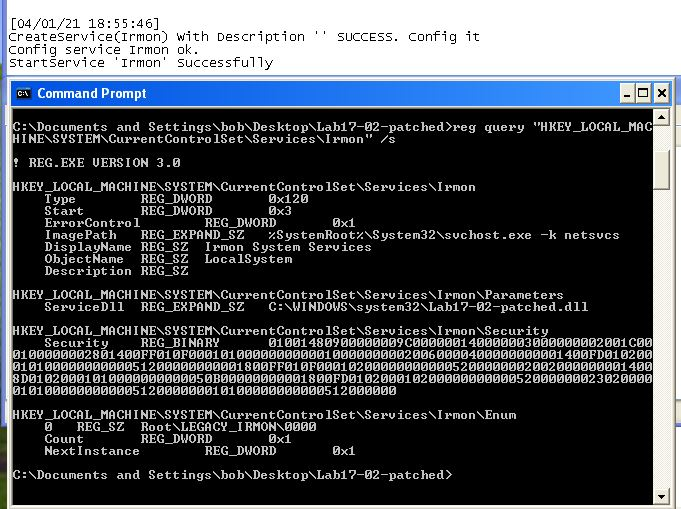 [04/01/21 18:55:46]
CreateService(Irmon) With Description '' SUCCESS. Config it
Config service Irmon ok.
StartService 'Irmon' Successfully
Command Prompt
C:\Documents and Settings\bob\Desktop\Lab17-02-patched>reg query "HKEY_LOCAL_MAC
HINE\SYSTEM\CurrentControlSet\Services\Irmon" /s
! REG.EXE VERSION 3.0
HKEY_LOCAL_MACHINE\SYSTEM\CurrentControlSet\Services\Irmon
Type REG_DWORD 0x120
Start REG_DWORD 0x3
ErrorControl REG_DWORD 0x1
ImagePath REG_EXPAND_SZ %SystemRoot%\System32\svchost.exe -k netsvcs
DisplayName REG_SZ Irmon System Services
ObjectName REG_SZ LocalSystem
Description REG_SZ
HKEY_LOCAL_MACHINE\SYSTEM\CurrentControlSet\Services\Irmon\Parameters
ServiceDll REG_EXPAND_SZ C:\WINDOWS\system32\Lab17-02-patched.dll
HKEY_LOCAL_MACHINE\SYSTEM\CurrentControlSet\Services\Irmon\Security
Security REG_BINARY
HKEY_LOCAL_MACHINE\SYSTEM\CurrentControlSet\Services\Irmon\Enum
0 REG_SZ Root\LEGACY_IRMON\0000
Count REG_DWORD 0x1
NextInstance REG_DWORD 0x1
C:\Documents and Settings\bob\Desktop\Lab17-02-patched>